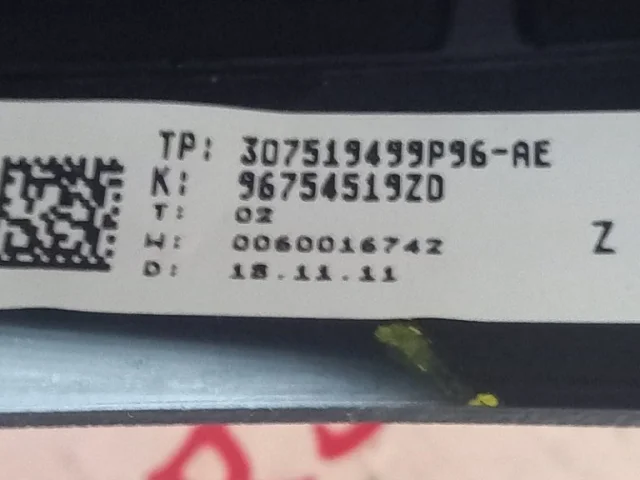 TP: 307519499P96-AE
K: 96754519ZD
T: 02
W: 0060016742
Z
D: 18.11.11